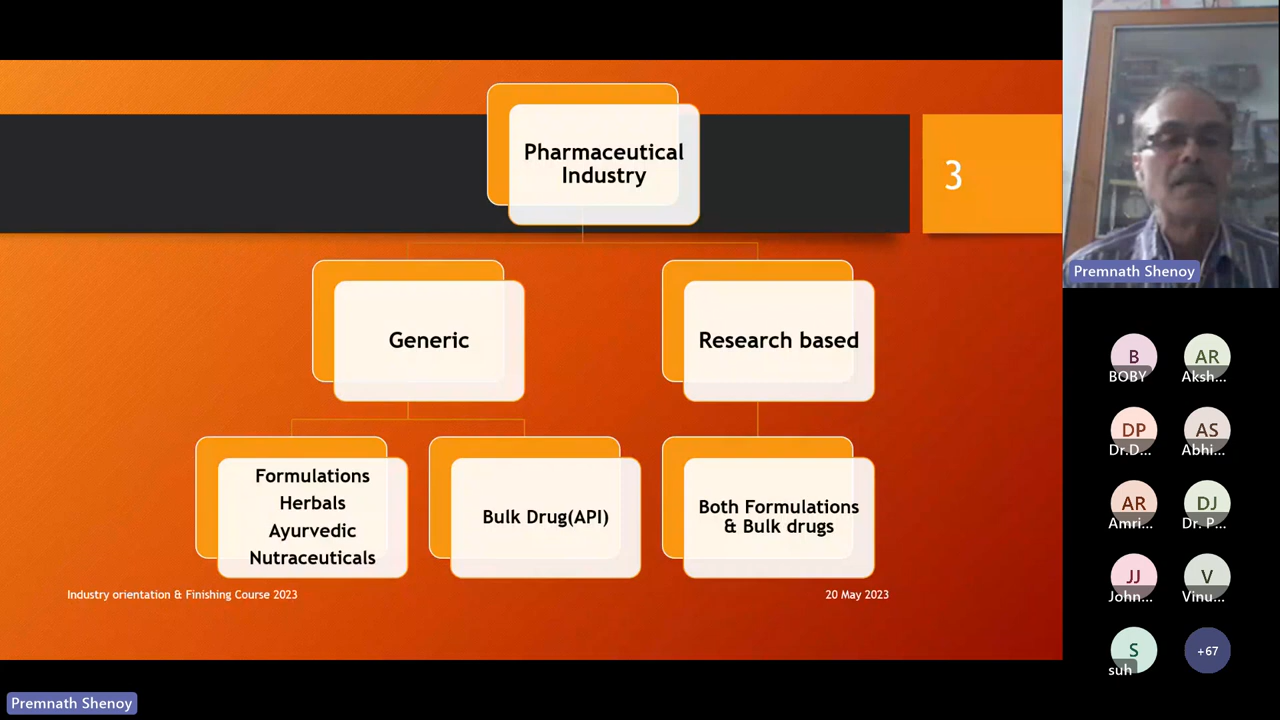 Pharmaceutical
Industry
3
Generic
Research based
Formulations
Herbals
Ayurvedic
Nutraceuticals
Bulk Drug(API)
Both Formulations
& Bulk drugs
Industry orientation & Finishing Course 2023
20 May 2023
Premnath Shenoy
B
BOBY
AR
Aksh...
DP
Dr.D...
AS
Abhi...
AR
Amri...
DJ
Dr. P...
JJ
John...
V
Vinu...
S
suh
+67
Premnath Shenoy